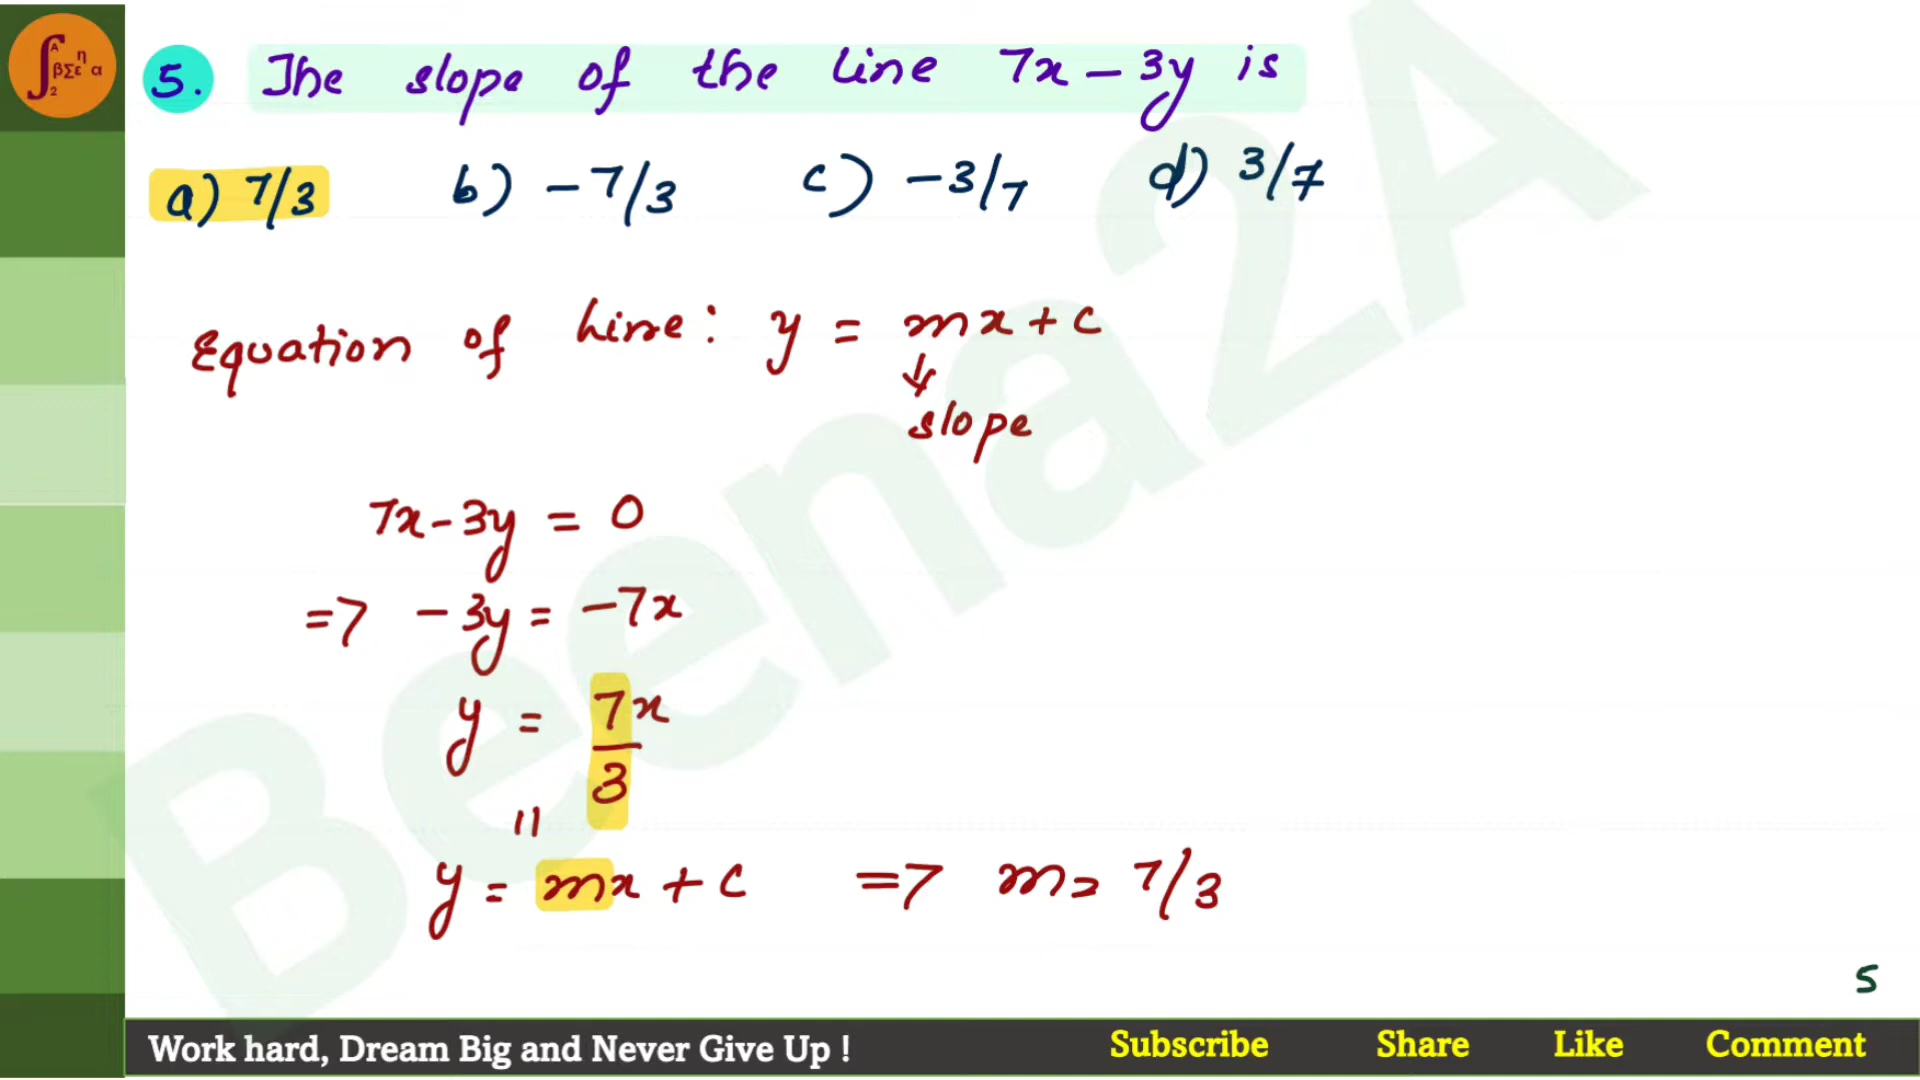 5. The slope of the line 7x - 3y is
a) 7/3 b) -7/3 c) -3/7 d) 3/7
Equation of line: y = mx + c
↓
slope
7x - 3y = 0
=> -3y = -7x
y = 7x/3
||
y = mx + c => m = 7/3
5
Work hard, Dream Big and Never Give Up ! Subscribe Share Like Comment
Beena2A